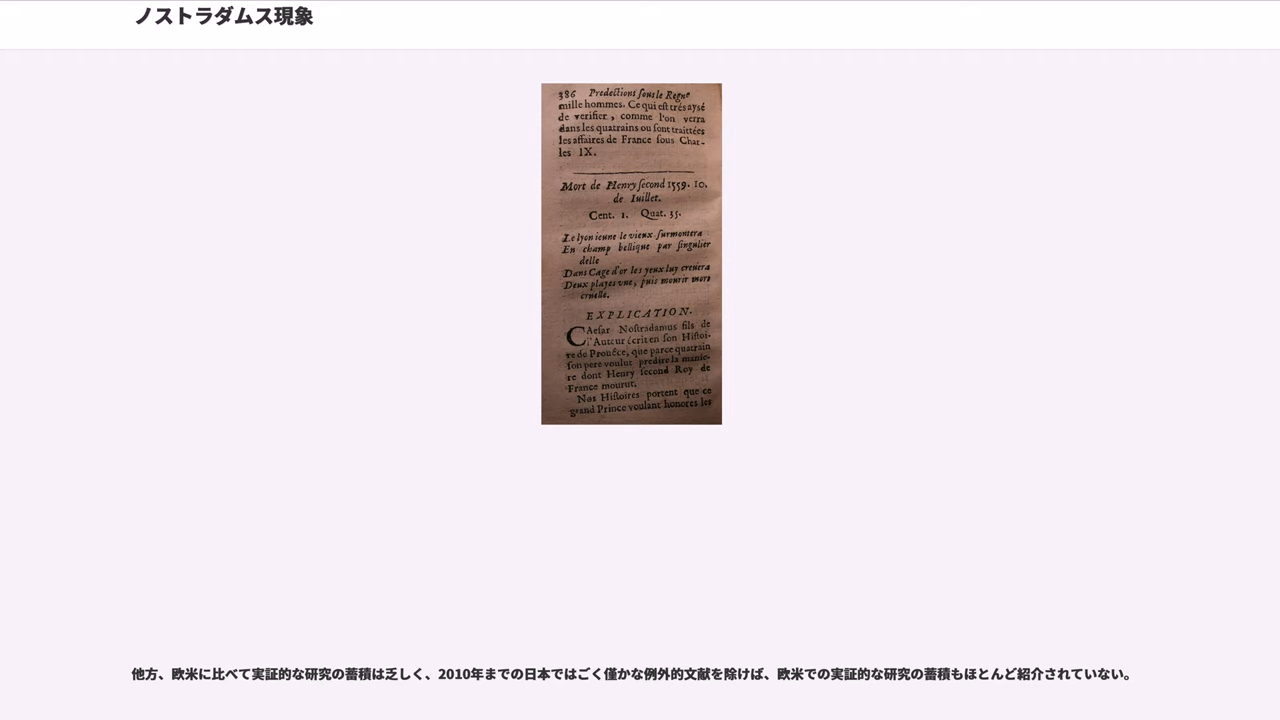 ノストラダムス現象
386 Predections ſous le Regne
mille hommes. Ce qui eſt trés aysé
de verifier, comme l'on verra
dans les quatrains ou ſont traittées
les affaires de France ſous Char-
les IX.
Mort de Henry ſecond 1559. 10.
de Iuillet.
Cent. 1. Quat. 35.
Le lyon ieune le vieux ſurmontera
En champ bellique par ſingulier
delle
Dans Cage d'or les yeux luy creuera
Deux playes vne, puis mourir mort
cruelle.
EXPLICATION.
CAeſar Noſtradamus fils de
l'Auteur écrit en ſon Hiſtoi-
re de Prouẽce, que par ce quatrain
ſon pere voulut predire la manie-
re dont Henry ſecond Roy de
France mourut.
Nos Hiſtoires portent que ce
grand Prince voulant honorer les
他方、欧米に比べて実証的な研究の蓄積は乏しく、2010年までの日本ではごく僅かな例外的文献を除けば、欧米での実証的な研究の蓄積もほとんど紹介されていない。